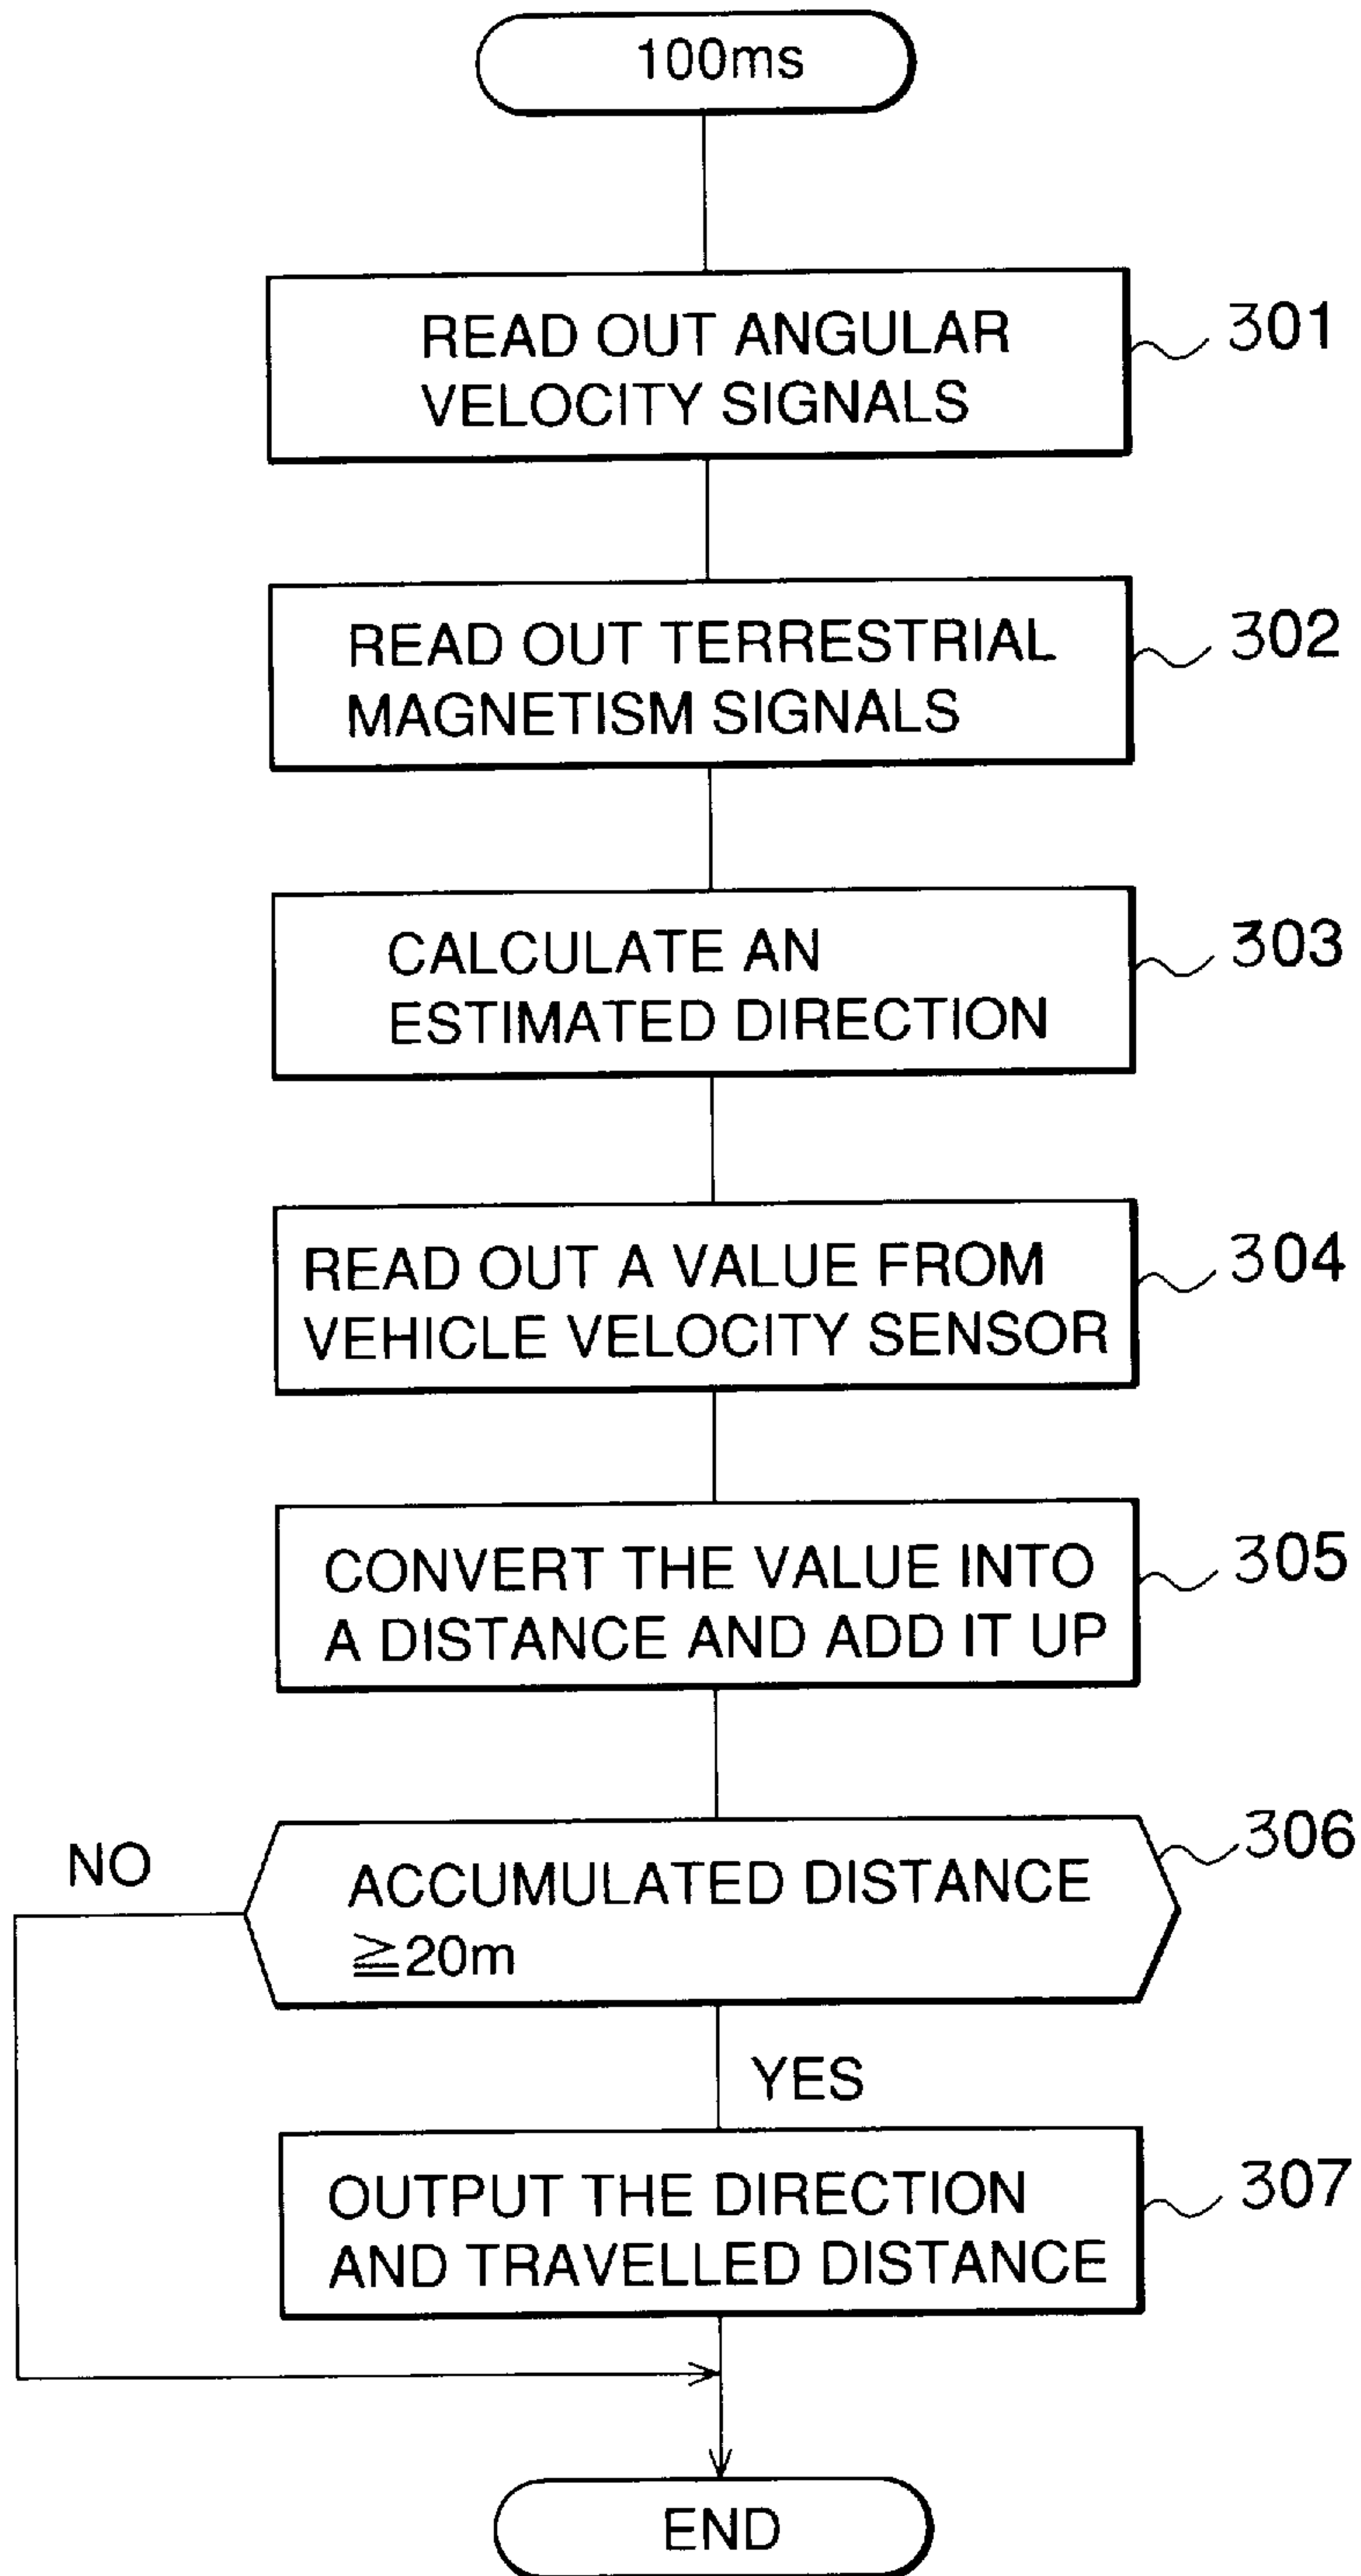 100ms
READ OUT ANGULAR
VELOCITY SIGNALS
301
READ OUT TERRESTRIAL
MAGNETISM SIGNALS
302
CALCULATE AN
ESTIMATED DIRECTION
303
READ OUT A VALUE FROM
VEHICLE VELOCITY SENSOR
304
CONVERT THE VALUE INTO
A DISTANCE AND ADD IT UP
305
NO
ACCUMULATED DISTANCE
≧20m
306
YES
OUTPUT THE DIRECTION
AND TRAVELLED DISTANCE
307
END